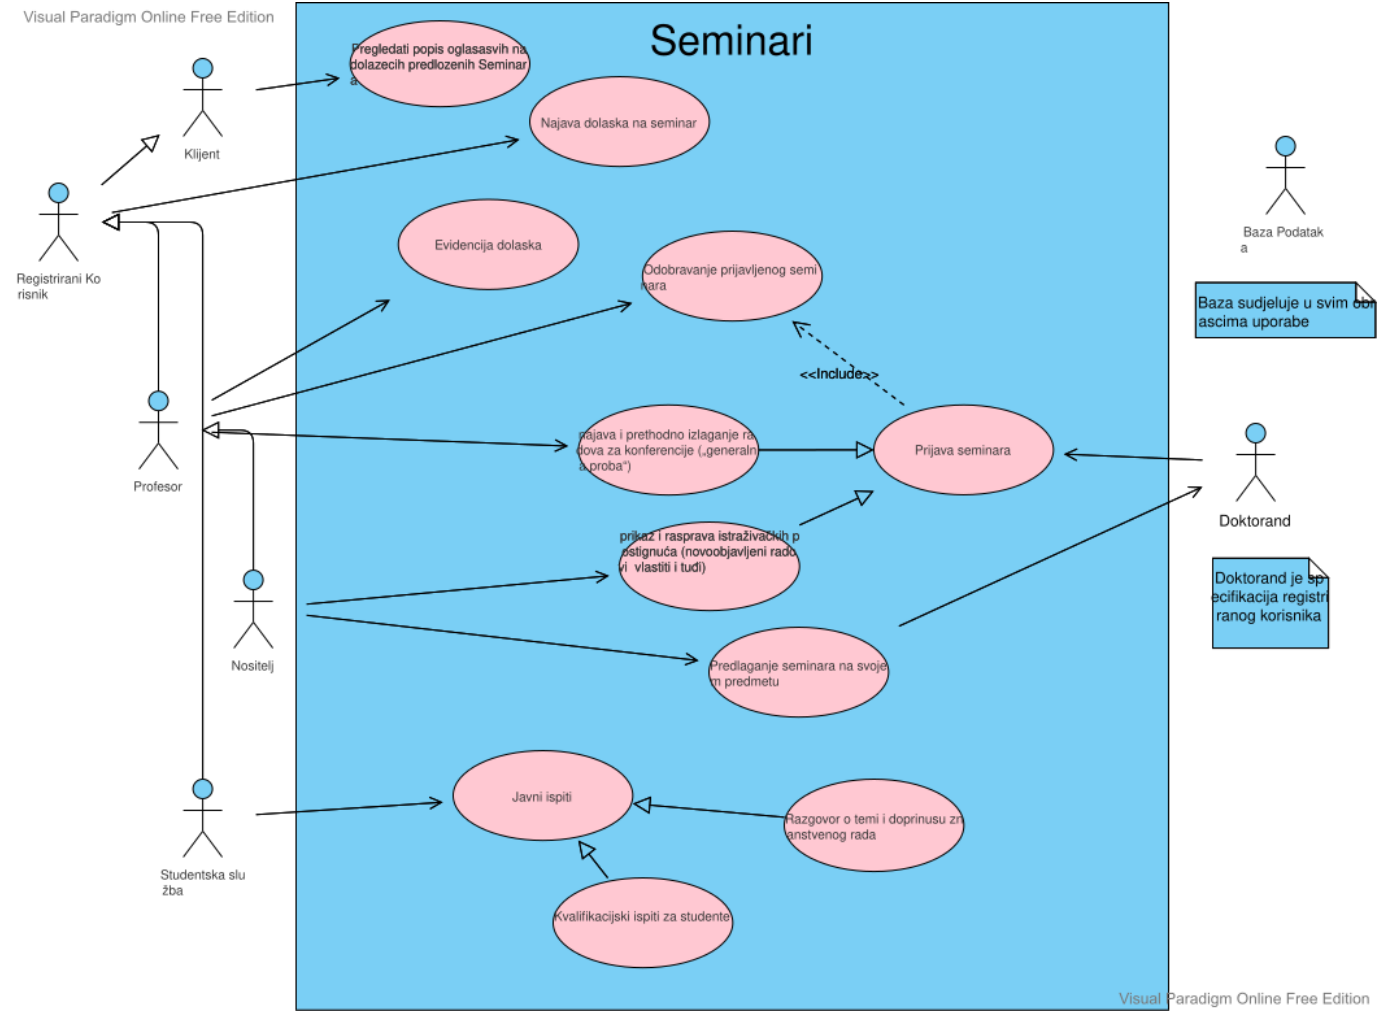 Visual Paradigm Online Free Edition
Seminari
Pregledati popis oglasasvih na
dolazecih predlozenih Seminar
a
Najava dolaska na seminar
Klijent
Registrirani Ko
risnik
Evidencija dolaska
Odobravanje prijavljenog semi
nara
Baza Podatak
a
Baza sudjeluje u svim obr
ascima uporabe
<<Include>>
najava i prethodno izlaganje ra
dova za konferencije („generaln
a proba“)
Prijava seminara
Profesor
Doktorand
prikaz i rasprava istraživačkih p
ostignuća (novoobjavljeni rado
vi vlastiti i tuđi)
Doktorand je sp
ecifikacija registri
ranog korisnika
Nositelj
Predlaganje seminara na svoje
m predmetu
Javni ispiti
Razgovor o temi i doprinusu zn
anstvenog rada
Studentska slu
žba
Kvalifikacijski ispiti za studente
Visual Paradigm Online Free Edition